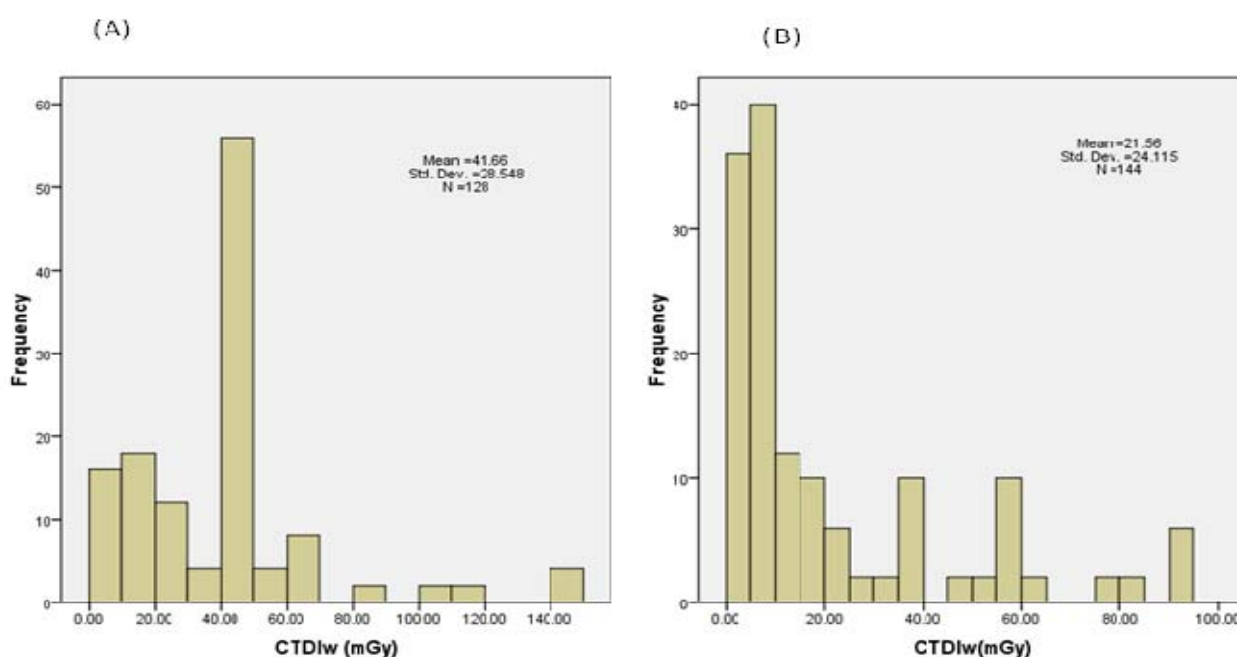 (A)
60
50
40
30
20
10
0
Frequency
Mean =41.66
Std. Dev. =28.548
N =128
0.00 20.00 40.00 60.00 80.00 100.00 120.00 140.00
CTDIw (mGy)
(B)
40
30
20
10
0
Frequency
Mean =21.56
Std. Dev. =24.115
N =144
0.00 20.00 40.00 60.00 80.00 100.00
CTDIw(mGy)